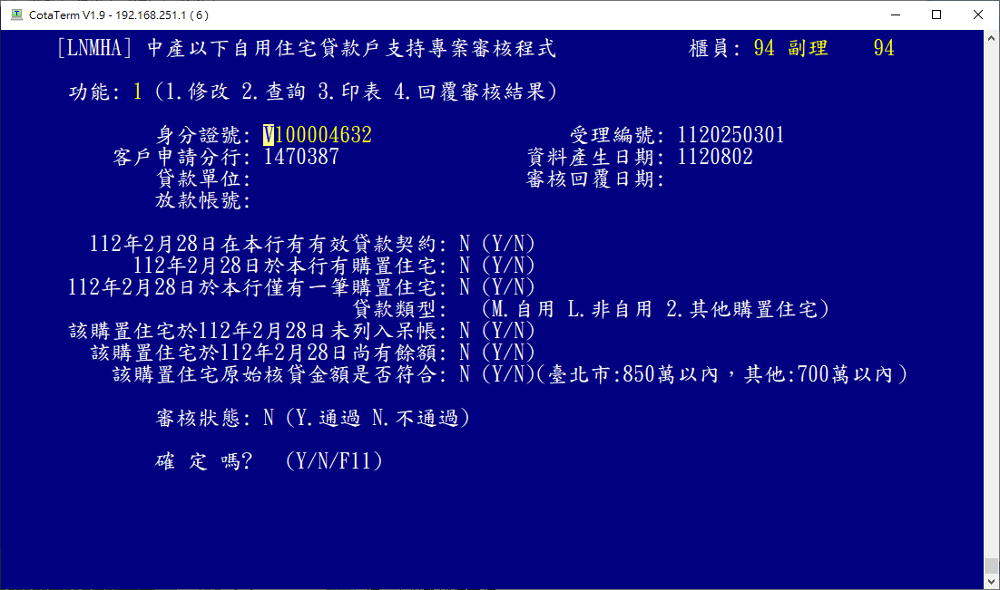 CotaTerm V1.9 - 192.168.251.1 ( 6 )
[LNMHA] 中產以下自用住宅貸款戶支持專案審核程式 櫃員: 94 副理 94
功能: 1 (1.修改 2.查詢 3.印表 4.回覆審核結果)
身分證號: V100004632 受理編號: 1120250301
客戶申請分行: 1470387 資料產生日期: 1120802
貸款單位: 審核回覆日期:
放款帳號:
112年2月28日在本行有有效貸款契約: N (Y/N)
112年2月28日於本行有購置住宅: N (Y/N)
112年2月28日於本行僅有一筆購置住宅: N (Y/N)
貸款類型: (M.自用 L.非自用 2.其他購置住宅)
該購置住宅於112年2月28日未列入呆帳: N (Y/N)
該購置住宅於112年2月28日尚有餘額: N (Y/N)
該購置住宅原始核貸金額是否符合: N (Y/N)(臺北市:850萬以內，其他:700萬以內)
審核狀態: N (Y.通過 N.不通過)
確 定 嗎? (Y/N/F11)